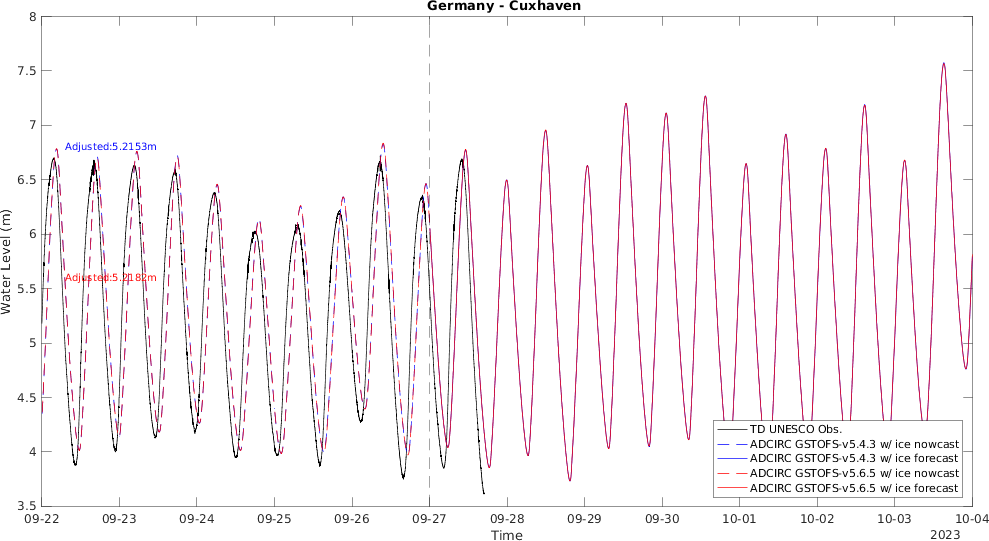 Germany - Cuxhaven
8
7.5
7
6.5
6
5.5
5
4.5
4
3.5
Water Level (m)
Adjusted:5.2153m
Adjusted:5.2182m
TD UNESCO Obs.
ADCIRC GSTOFS-v5.4.3 w/ ice nowcast
ADCIRC GSTOFS-v5.4.3 w/ ice forecast
ADCIRC GSTOFS-v5.6.5 w/ ice nowcast
ADCIRC GSTOFS-v5.6.5 w/ ice forecast
09-22 09-23 09-24 09-25 09-26 09-27 09-28 09-29 09-30 10-01 10-02 10-03 10-04
Time
2023